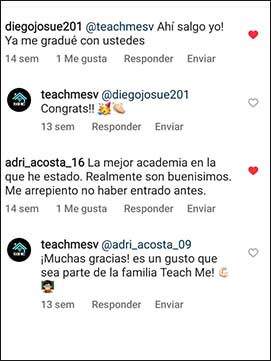 diegojosue201 @teachmesv Ahí salgo yo!
Ya me gradué con ustedes
14 sem 1 Me gusta Responder Enviar
teachmesv @diegojosue201
Congrats!! 🥳👏🏻
13 sem Responder Enviar
adri_acosta_16 La mejor academia en la
que he estado. Realmente son buenisimos.
Me arrepiento no haber entrado antes.
14 sem 1 Me gusta Responder Enviar
teachmesv @adri_acosta_09
¡Muchas gracias! es un gusto que
sea parte de la familia Teach Me! 💪🏻
13 sem Responder Enviar